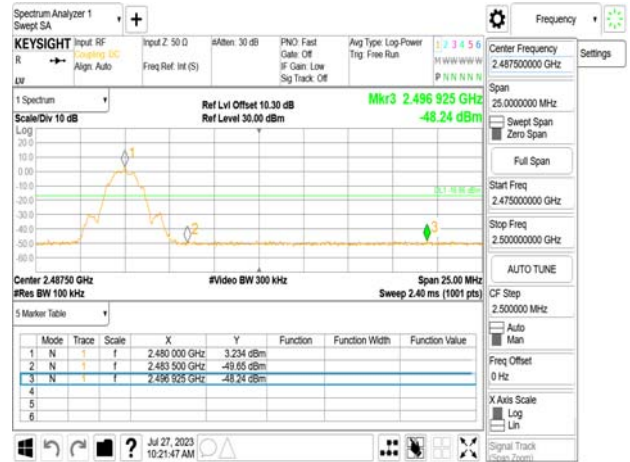 Spectrum Analyzer 1
Swept SA
Frequency
KEYSIGHT
Input: RF
Coupling: DC
Align: Auto
Input Z: 50 Ω
Freq Ref: Int (S)
#Atten: 30 dB
PNO: Fast
Gate: Off
IF Gain: Low
Sig Track: Off
Avg Type: Log-Power
Trig: Free Run
1 2 3 4 5 6
M W W W W W
P N N N N N
R
1 Spectrum
Scale/Div 10 dB
Ref Lvl Offset 10.30 dB
Ref Level 30.00 dBm
Mkr3 2.496 925 GHz
-48.24 dBm
Log
20.0
10.0
0.00
-10.0
-20.0
-30.0
-40.0
-50.0
-60.0
1
2
3
Center 2.48750 GHz
#Res BW 100 kHz
#Video BW 300 kHz
Span 25.00 MHz
Sweep 2.40 ms (1001 pts)
5 Marker Table
Mode Trace Scale X Y Function Function Width Function Value
1 N 1 f 2.480 000 GHz 3.234 dBm
2 N 1 f 2.483 500 GHz -49.65 dBm
3 N 1 f 2.496 925 GHz -48.24 dBm
4
5
6
Jul 27, 2023
10:21:47 AM
Center Frequency
2.487500000 GHz
Settings
Span
25.0000000 MHz
Swept Span
Zero Span
Full Span
Start Freq
2.475000000 GHz
Stop Freq
2.500000000 GHz
AUTO TUNE
CF Step
2.500000 MHz
Auto
Man
Freq Offset
0 Hz
X Axis Scale
Log
Lin
Signal Track
(Span Zoom)